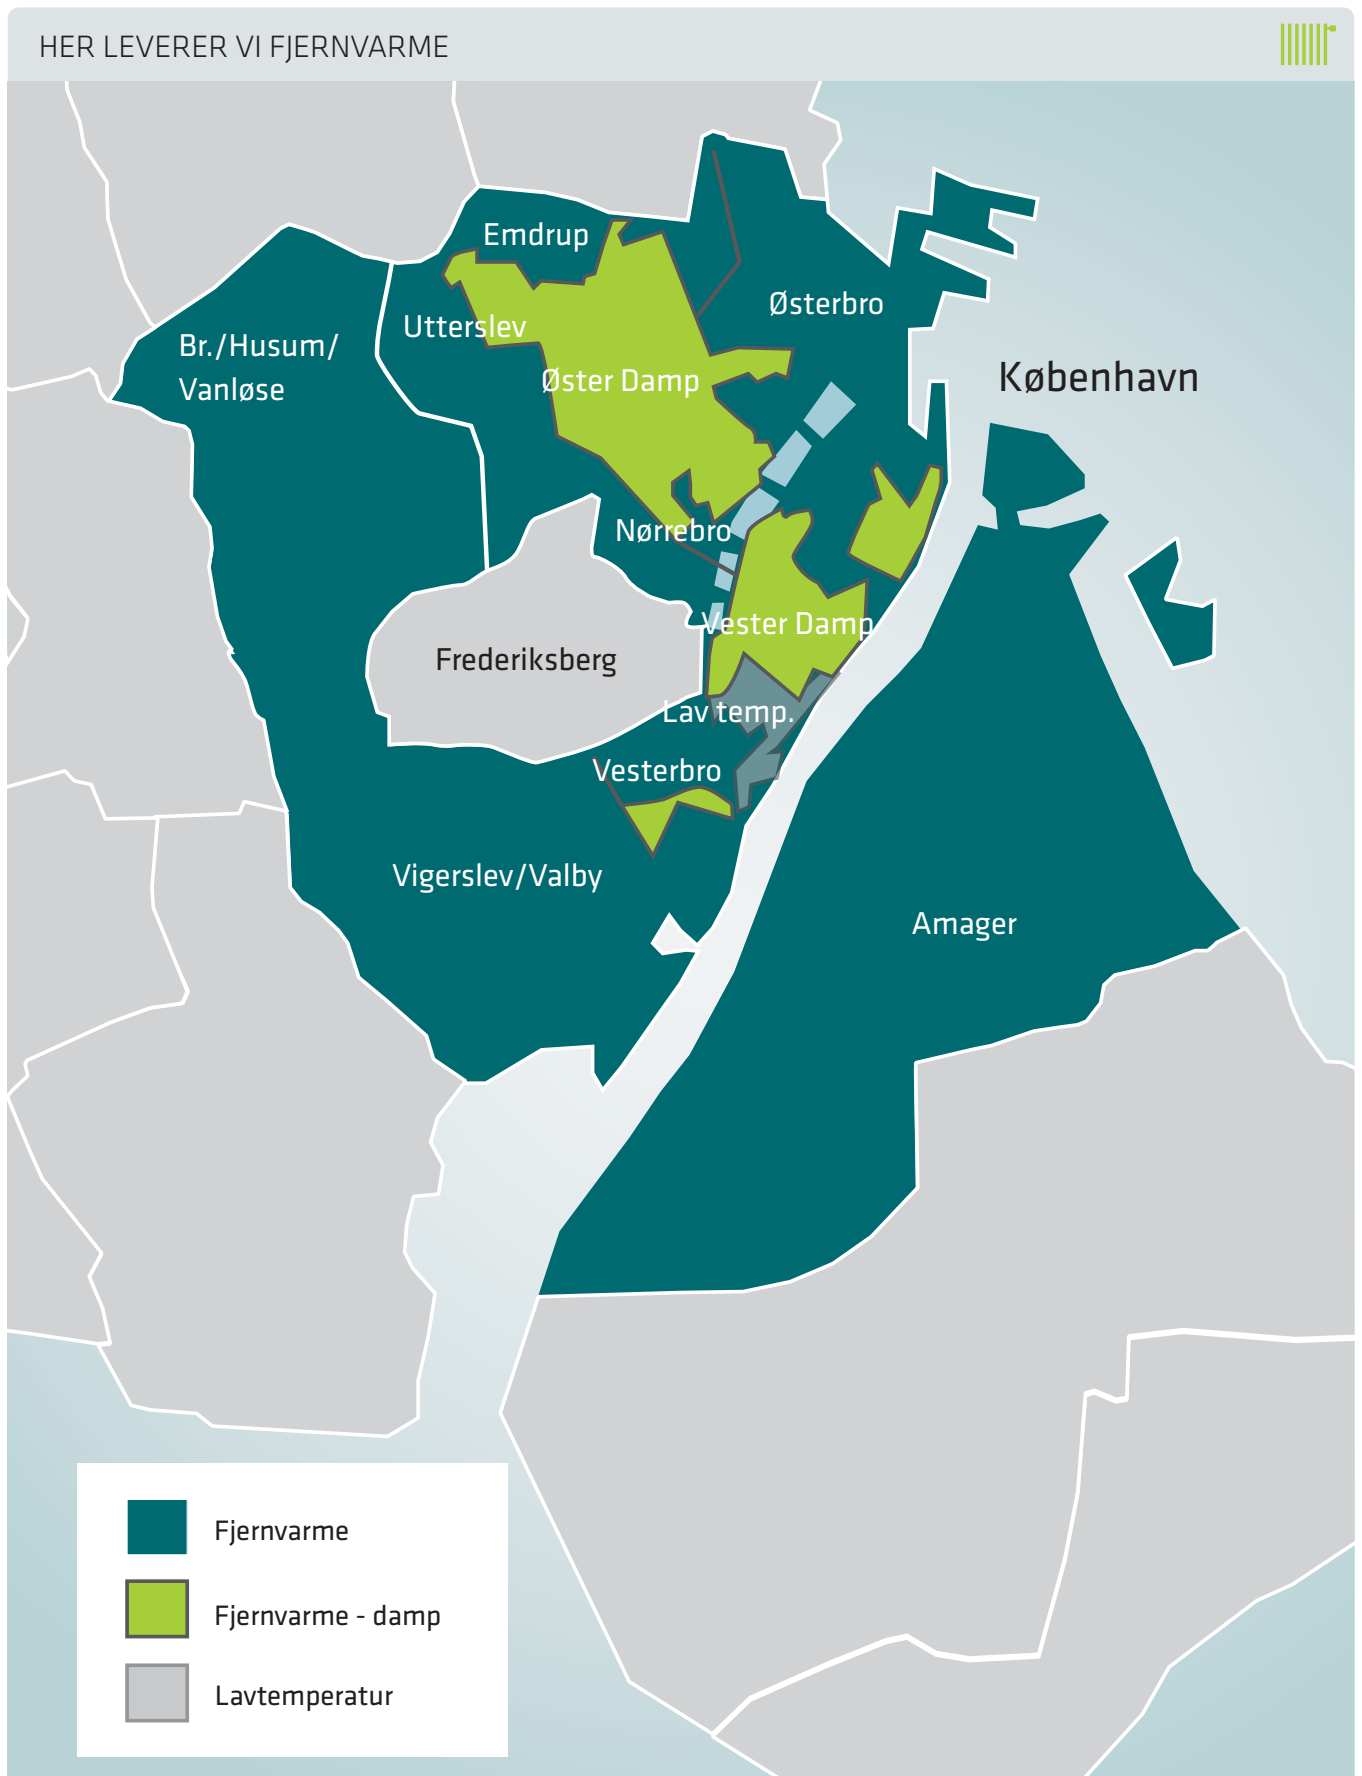 HER LEVERER VI FJERNVARME
Emdrup
Østerbro
Utterslev
Br./Husum/
Vanløse
København
Øster Damp
Nørrebro
Vester Damp
Frederiksberg
Lav temp.
Vesterbro
Vigerslev/Valby
Amager
Fjernvarme
Fjernvarme - damp
Lavtemperatur